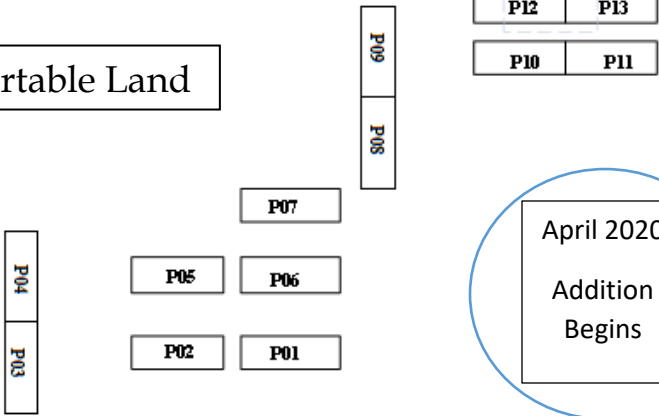 P12 P13
P09
P10 P11
rtable Land
P08
P07
April 2020
Addition
Begins
P04
P05 P06
P03
P02 P01